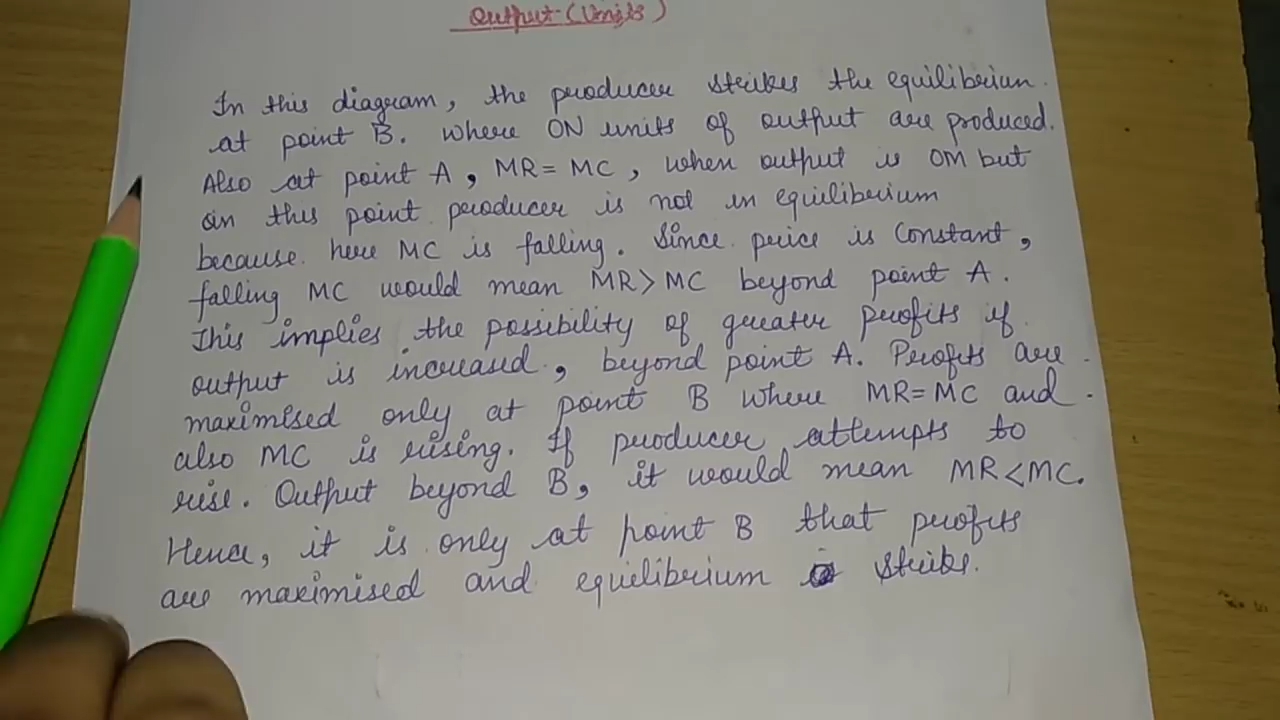 Output (Units)
In this diagram, the producer strikes the equilibrium
at point B. where ON units of output are produced.
Also at point A, MR = MC, when output is OM but
on this point producer is not in equilibrium
because here MC is falling. Since price is Constant,
falling MC would mean MR > MC beyond point A.
This implies the possibility of greater profits if
output is increased, beyond point A. Profits are
maximised only at point B where MR = MC and
also MC is rising. If producer attempts to
rise. Output beyond B, it would mean MR < MC.
Hence, it is only at point B that profits
are maximised and equilibrium strike.